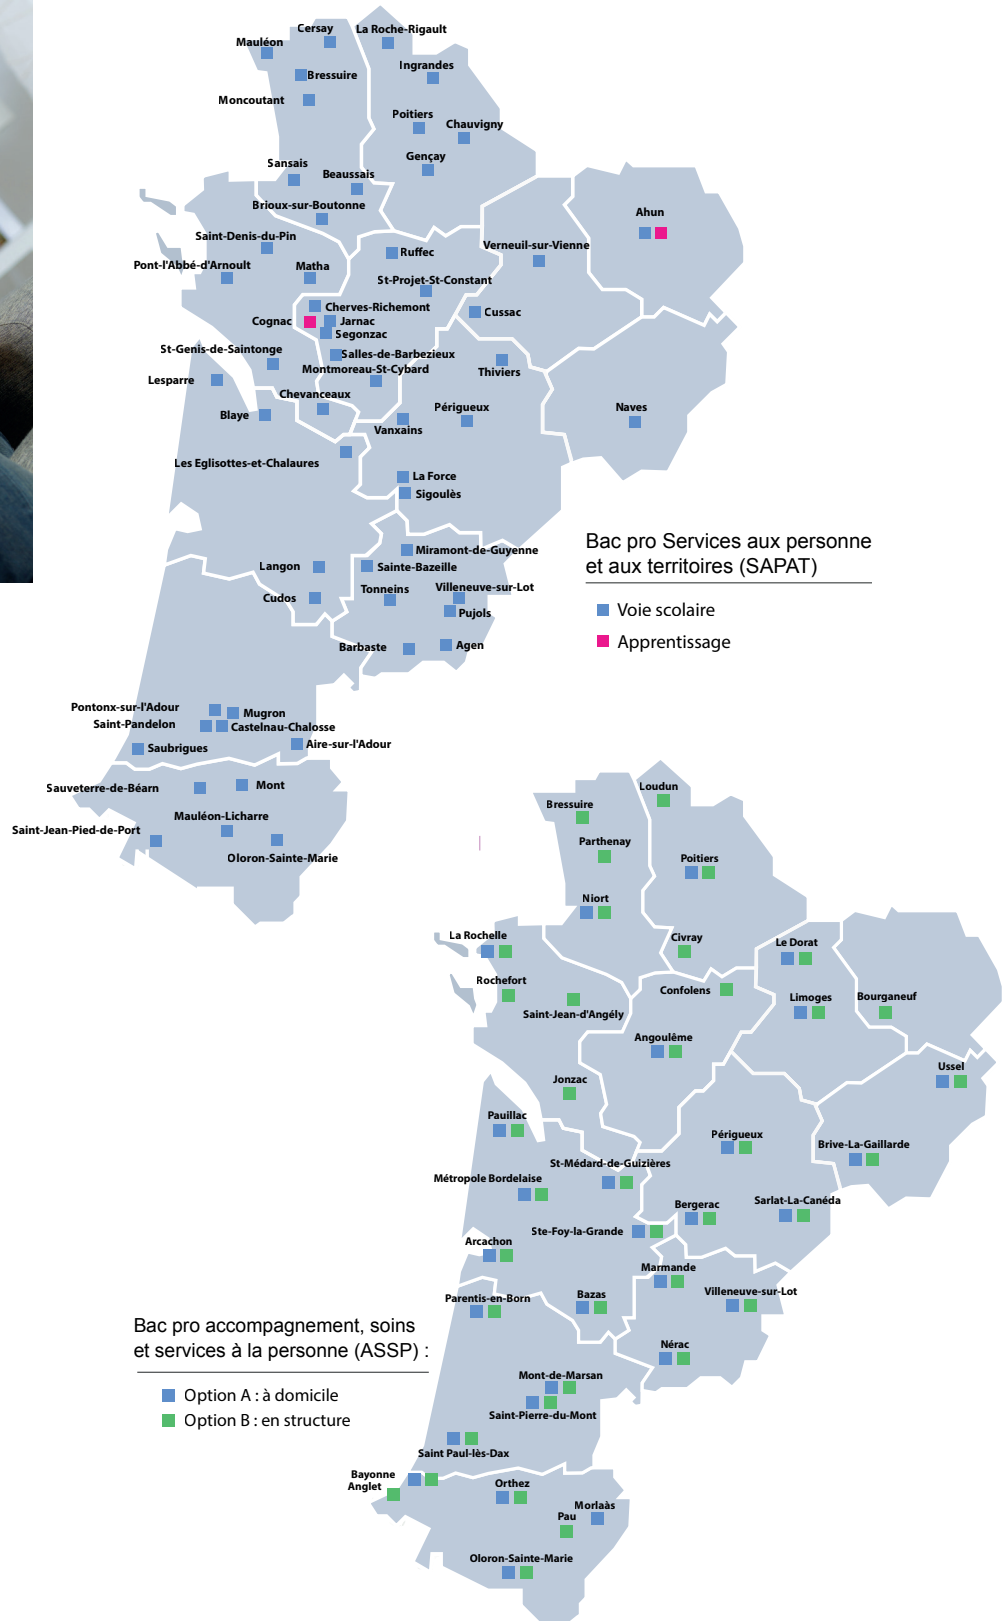 Cersay
La Roche-Rigault
Mauléon
Ingrandes
Bressuire
Moncoutant
Poitiers
Chauvigny
Gençay
Sansais
Beaussais
Brioux-sur-Boutonne
Ahun
Saint-Denis-du-Pin
Ruffec
Verneuil-sur-Vienne
Pont-l'Abbé-d'Arnoult
Matha
St-Projet-St-Constant
Cherves-Richemont
Cussac
Cognac
Jarnac
Segonzac
St-Genis-de-Saintonge
Salles-de-Barbezieux
Montmoreau-St-Cybard
Thiviers
Lesparre
Chevanceaux
Périgueux
Naves
Blaye
Vanxains
Les Eglisottes-et-Chalaures
La Force
Sigoulès
Bac pro Services aux personne
et aux territoires (SAPAT)
Voie scolaire
Apprentissage
Miramont-de-Guyenne
Langon
Sainte-Bazeille
Tonneins
Villeneuve-sur-Lot
Cudos
Pujols
Barbaste
Agen
Pontonx-sur-l'Adour
Mugron
Saint-Pandelon
Castelnau-Chalosse
Saubrigues
Aire-sur-l'Adour
Sauveterre-de-Béarn
Mont
Mauléon-Licharre
Saint-Jean-Pied-de-Port
Oloron-Sainte-Marie
Loudun
Bressuire
Parthenay
Poitiers
Niort
La Rochelle
Civray
Le Dorat
Rochefort
Confolens
Limoges
Bourganeuf
Saint-Jean-d'Angély
Angoulême
Ussel
Jonzac
Pauillac
Périgueux
Brive-La-Gaillarde
St-Médard-de-Guizières
Métropole Bordelaise
Bergerac
Sarlat-La-Canéda
Ste-Foy-la-Grande
Arcachon
Marmande
Villeneuve-sur-Lot
Parentis-en-Born
Bazas
Nérac
Bac pro accompagnement, soins
et services à la personne (ASSP) :
Option A : à domicile
Option B : en structure
Mont-de-Marsan
Saint-Pierre-du-Mont
Saint Paul-lès-Dax
Bayonne
Anglet
Orthez
Morlaàs
Pau
Oloron-Sainte-Marie